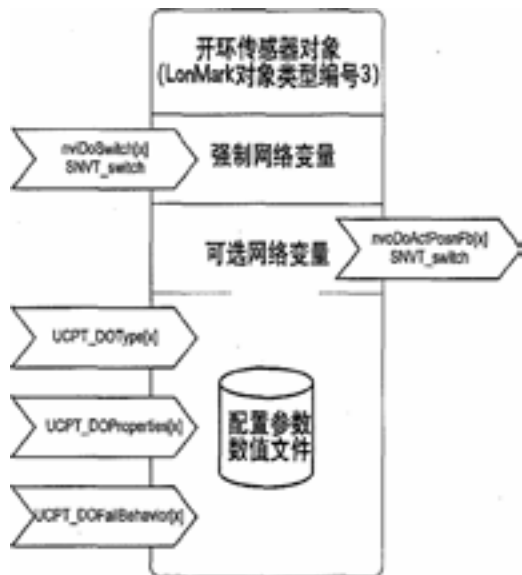 开环传感器对象
(LonMark对象类型编号3)
nviDoSwitch[x]
SNVT_switch
强制网络变量
nvoDoActPosnFb[x]
SNVT_switch
可选网络变量
UCPT_DOType[x]
UCPT_DOProperties[x]
配置参数
数值文件
UCPT_DOFailBehavior[x]